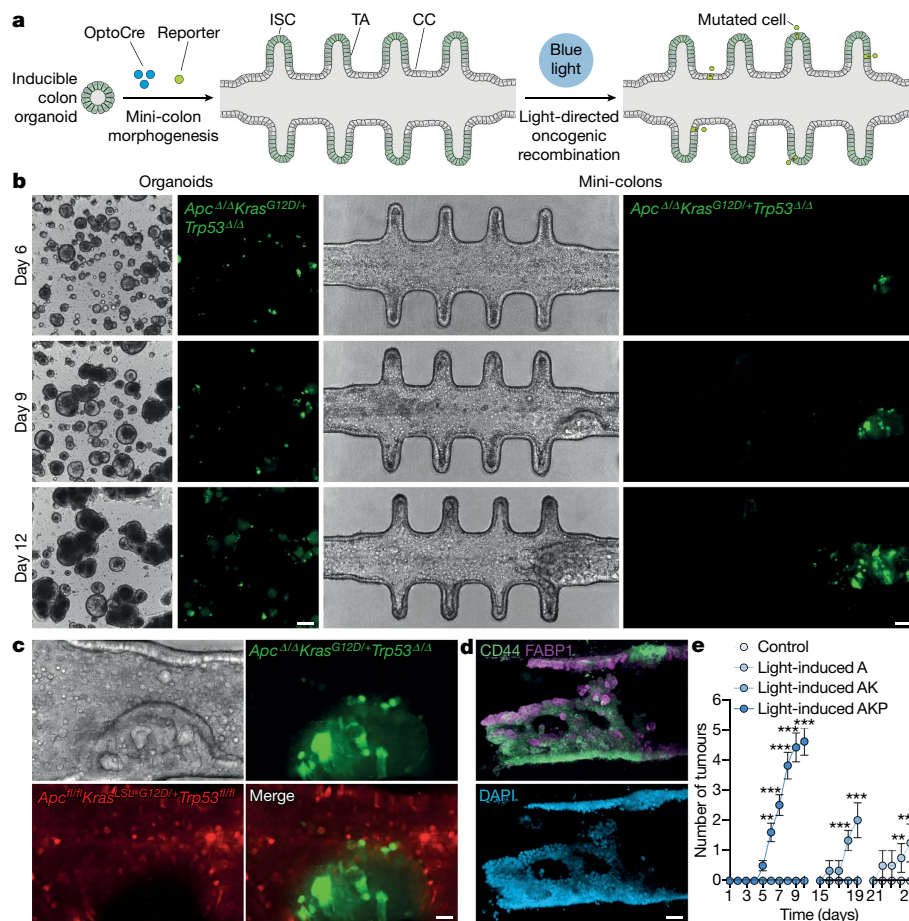 a
OptoCre
Reporter
Inducible
colon
organoid
Mini-colon
morphogenesis
ISC
TA
CC
Blue
light
Light-directed
oncogenic
recombination
Mutated cell
b
Organoids
Mini-colons
Apc^Δ/Δ Kras^G12D/+
Trp53^Δ/Δ
Apc^Δ/Δ Kras^G12D/+ Trp53^Δ/Δ
Day 6
Day 9
Day 12
c
Apc^Δ/Δ Kras^G12D/+ Trp53^Δ/Δ
Apc^fl/fl Kras^LSL-G12D/+ Trp53^fl/fl
Merge
d
CD44 FABP1
DAPI
e
Control
Light-induced A
Light-induced AK
Light-induced AKP
Number of tumours
6
5
4
3
2
1
0
**
***
***
***
***
***
***
***
**
**
1 3 5 7 9 11 15 19 21 2
Time (days)